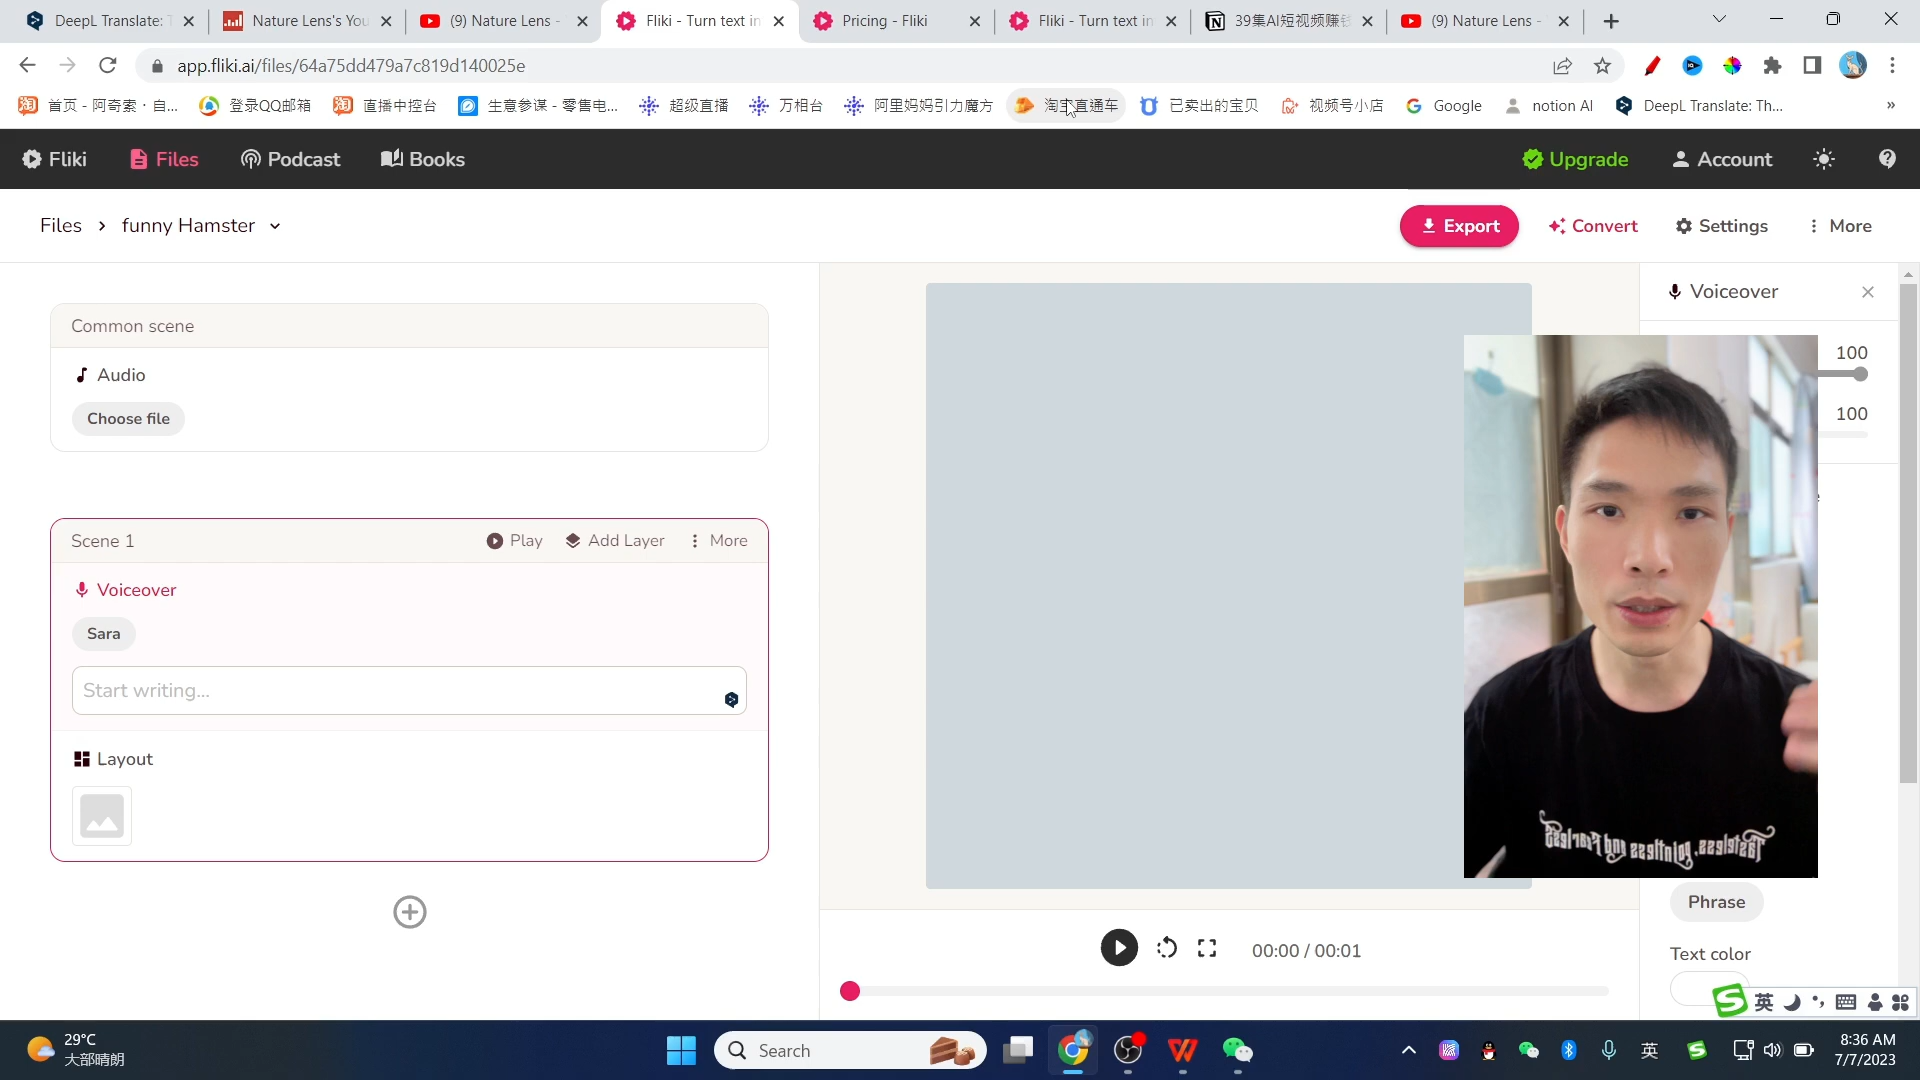 DeepL Translate: T
Nature Lens's You
(9) Nature Lens -
Fliki - Turn text in
Pricing - Fliki
Fliki - Turn text in
39集AI短视频赚钱
(9) Nature Lens -
app.fliki.ai/files/64a75dd479a7c819d140025e
首页 - 阿奇索 · 自...
登录QQ邮箱
直播中控台
生意参谋 - 零售电...
超级直播
万相台
阿里妈妈引力魔方
淘宝直通车
已卖出的宝贝
视频号小店
Google
notion AI
DeepL Translate: Th...
»
Fliki
Files
Podcast
Books
Upgrade
Account
Files › funny Hamster
Export
Convert
Settings
More
Common scene
Audio
Choose file
Scene 1
Play
Add Layer
More
Voiceover
Sara
Start writing...
Layout
Voiceover
100
100
Tasteless, pointless and Fearless
Phrase
Text color
00:00 / 00:01
英
29°C
大部晴朗
Search
英
8:36 AM
7/7/2023